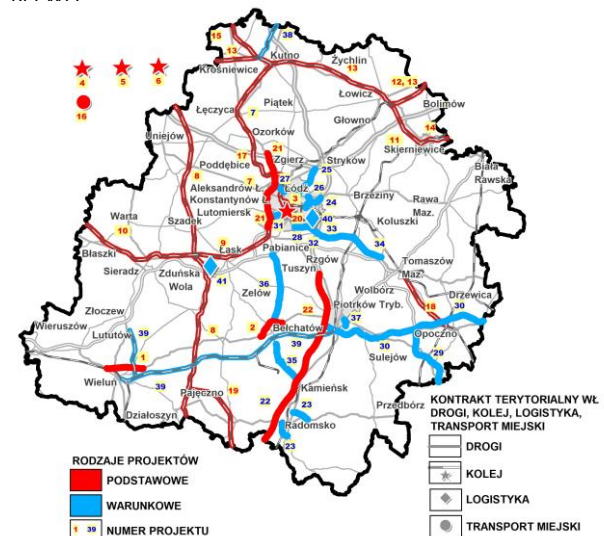 15
38
13
Kutno
Krośniewice
Żychlin
13
4
5
6
12, 13
Łowicz
Piątek
Bolimów
16
Łęczyca
7
Głowno
14
Ozorków
11
Uniejów
Skierniewice
17
21
Zgierz
Stryków
Biała
Rawska
Poddębice
25
8
7
27
Aleksandrów Ł.
Łódź
26
Konstantynów Ł.
3
24
Brzeziny
Rawa
Maz.
Lutomiersk
Warta
21
20
40
Koluszki
Szadek
31
33
10
28
9
Pabianice
32
34
Błaszki
Łask
Rzgów
Tomaszów
Maz.
Sieradz
Zduńska
Wola
Tuszyn
41
36
Wolbórz
Drzewica
Zelów
22
Piotrków Tryb.
18
30
Złoczew
37
Wieruszów
39
8
2
Bełchatów
Opoczno
Lututów
39
30
Sulejów
1
35
29
Wieluń
39
Kamieńsk
Pajęczno
19
22
23
Przedbórz
Działoszyn
Radomsko
23
KONTRAKT TERYTORIALNY WŁ
DROGI, KOLEJ, LOGISTYKA,
TRANSPORT MIEJSKI
DROGI
KOLEJ
LOGISTYKA
TRANSPORT MIEJSKI
RODZAJE PROJEKTÓW
PODSTAWOWE
WARUNKOWE
1 39 NUMER PROJEKTU